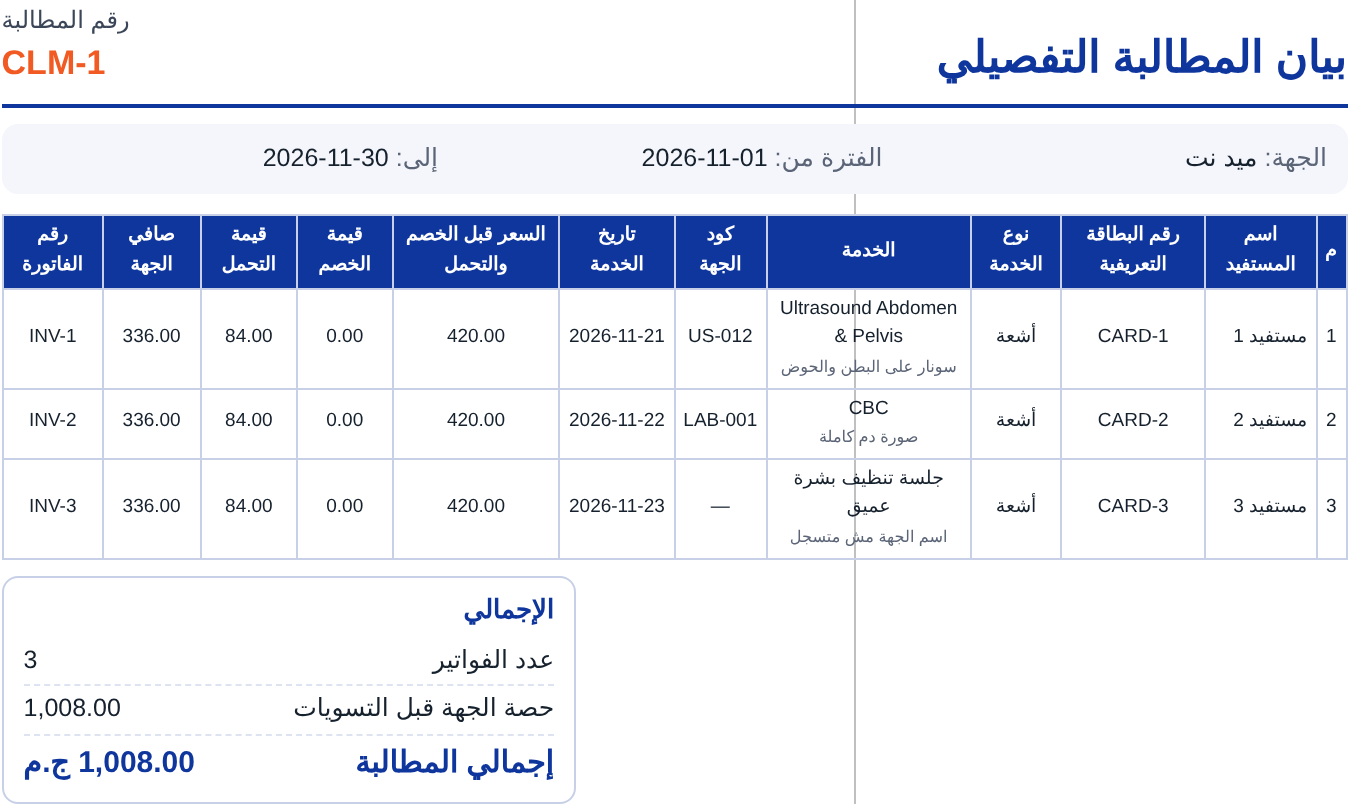 بيان المطالبة التفصيلي
رقم المطالبة
CLM-1
الجهة: ميد نت
الفترة من: 2026-11-01
إلى: 2026-11-30
م
اسم المستفيد
رقم البطاقة التعريفية
نوع الخدمة
الخدمة
كود الجهة
تاريخ الخدمة
السعر قبل الخصم والتحمل
قيمة الخصم
قيمة التحمل
صافي الجهة
رقم الفاتورة
1
مستفيد 1
CARD-1
أشعة
Ultrasound Abdomen
& Pelvis
سونار على البطن والحوض
US-012
2026-11-21
420.00
0.00
84.00
336.00
INV-1
2
مستفيد 2
CARD-2
أشعة
CBC
صورة دم كاملة
LAB-001
2026-11-22
420.00
0.00
84.00
336.00
INV-2
3
مستفيد 3
CARD-3
أشعة
جلسة تنظيف بشرة
عميق
اسم الجهة مش متسجل
—
2026-11-23
420.00
0.00
84.00
336.00
INV-3
الإجمالي
عدد الفواتير 3
حصة الجهة قبل التسويات 1,008.00
إجمالي المطالبة 1,008.00 ج.م